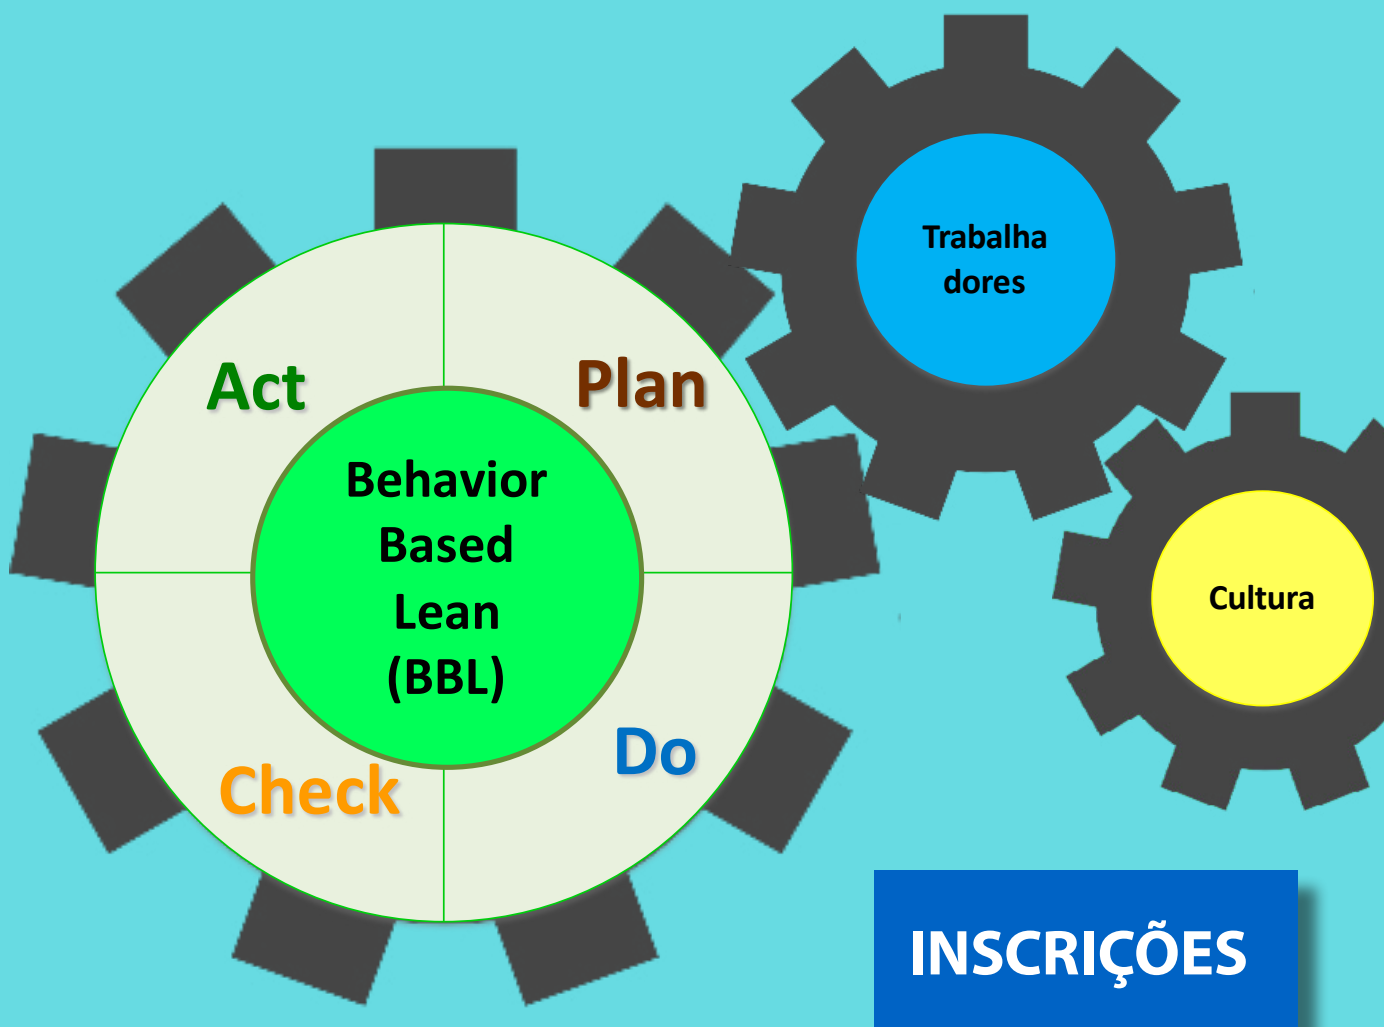 Trabalha
dores
Act
Plan
Behavior
Based
Lean
(BBL)
Cultura
Check
Do
INSCRIÇÕES